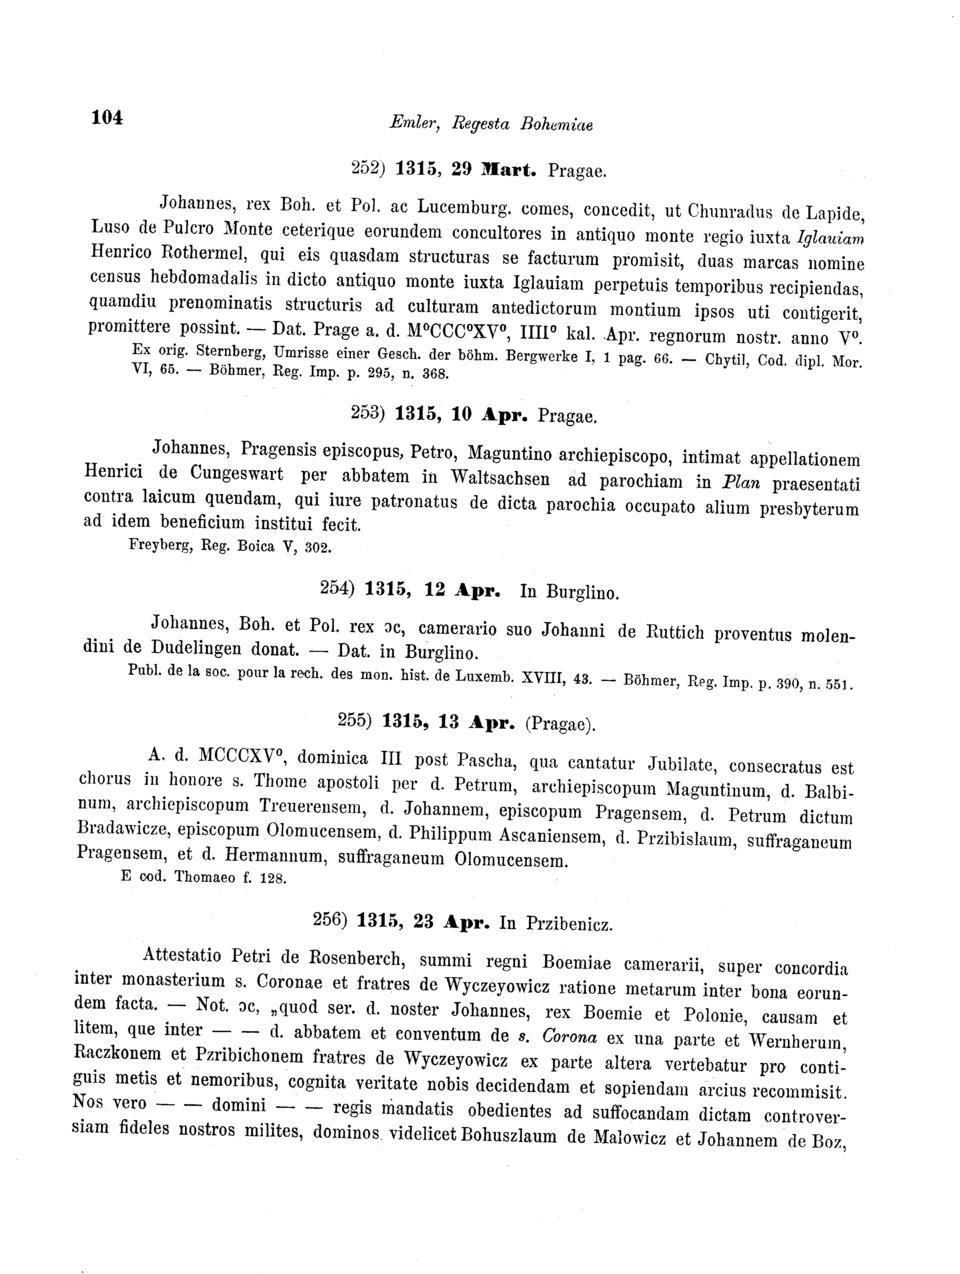 104
Emler, Regesta Bohemiae
252) 1315, 29 Mart. Pragae.
Johannes, rex Boh. et Pol. ac Lucemburg. comes, concedit, ut Chunradus de Lapide,
Luso de Pulcro Monte ceterique eorundem concultores in antiquo monte regio iuxta Iglauiam
Henrico Rothermel, qui eis quasdam structuras se facturum promisit, duas marcas nomine
census hebdomadalis in dicto antiquo monte iuxta Iglauiam perpetuis temporibus recipiendas,
quamdiu prenominatis structuris ad culturam antedictorum montium ipsos uti contigerit,
promittere possint. — Dat. Prage a. d. M⁰CCC⁰XV⁰, IIII⁰ kal. Apr. regnorum nostr. anno V⁰.
Ex orig. Sternberg, Umrisse einer Gesch. der böhm. Bergwerke I, 1 pag. 66. — Chytil, Cod. dipl. Mor.
VI, 65. — Böhmer, Reg. Imp. p. 295, n. 368.
253) 1315, 10 Apr. Pragae.
Johannes, Pragensis episcopus, Petro, Maguntino archiepiscopo, intimat appellationem
Henrici de Cungeswart per abbatem in Waltsachsen ad parochiam in Plan praesentati
contra laicum quendam, qui iure patronatus de dicta parochia occupato alium presbyterum
ad idem beneficium institui fecit.
Freyberg, Reg. Boica V, 302.
254) 1315, 12 Apr. In Burglino.
Johannes, Boh. et Pol. rex ɔc, camerario suo Johanni de Ruttich proventus molen-
dini de Dudelingen donat. — Dat. in Burglino.
Publ. de la soc. pour la rech. des mon. hist. de Luxemb. XVIII, 43. — Böhmer, Reg. Imp. p. 390, n. 551.
255) 1315, 13 Apr. (Pragae).
A. d. MCCCXV⁰, dominica III post Pascha, qua cantatur Jubilate, consecratus est
chorus in honore s. Thome apostoli per d. Petrum, archiepiscopum Maguntinum, d. Balbi-
num, archiepiscopum Treuerensem, d. Johannem, episcopum Pragensem, d. Petrum dictum
Bradawicze, episcopum Olomucensem, d. Philippum Ascaniensem, d. Przibislaum, suffraganeum
Pragensem, et d. Hermannum, suffraganeum Olomucensem.
E cod. Thomaeo f. 128.
256) 1315, 23 Apr. In Przibenicz.
Attestatio Petri de Rosenberch, summi regni Boemiae camerarii, super concordia
inter monasterium s. Coronae et fratres de Wyczeyowicz ratione metarum inter bona eorun-
dem facta. — Not. ɔc, „quod ser. d. noster Johannes, rex Boemie et Polonie, causam et
litem, que inter — — d. abbatem et conventum de s. Corona ex una parte et Wernherum,
Raczkonem et Pzribichonem fratres de Wyczeyowicz ex parte altera vertebatur pro conti-
guis metis et nemoribus, cognita veritate nobis decidendam et sopiendam arcius recommisit.
Nos vero — — domini — — regis mandatis obedientes ad suffocandam dictam controver-
siam fideles nostros milites, dominos videlicet Bohuszlaum de Malowicz et Johannem de Boz,